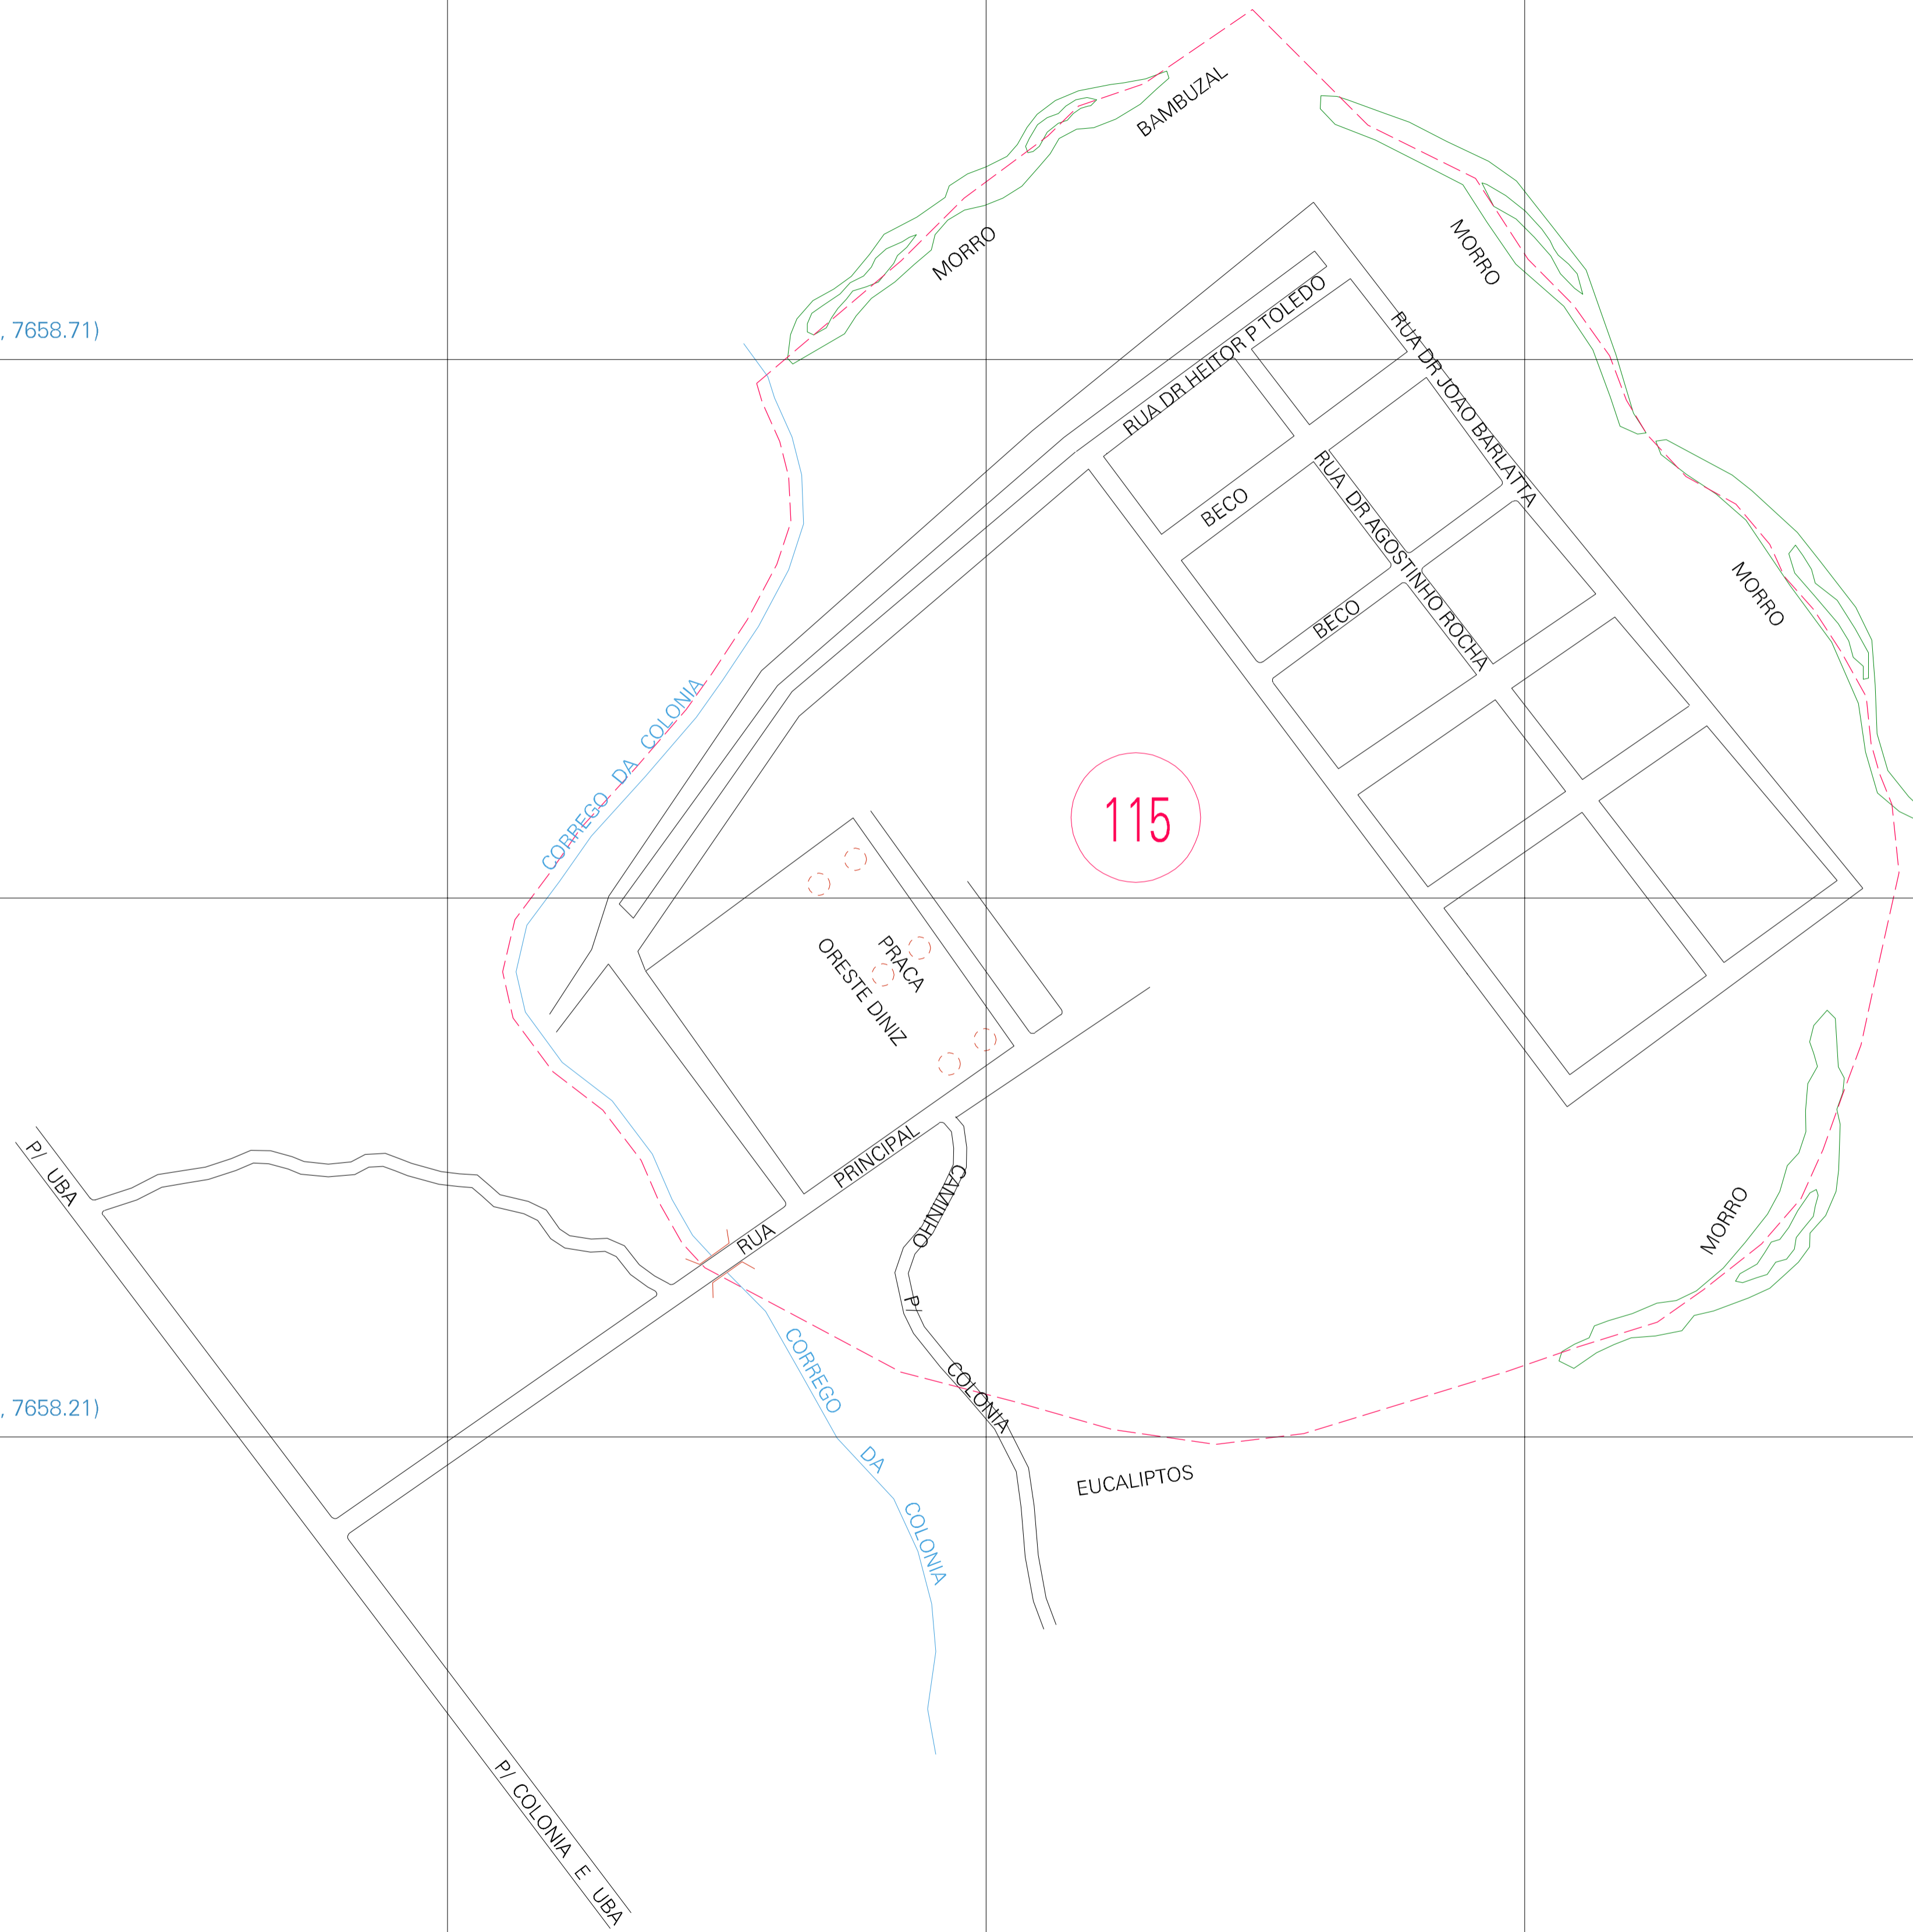 BAMBUZAL
MORRO
MORRO
, 7658.71)
RUA DR HEITOR P TOLEDO
RUA DR JOAO BARLATTA
BECO
RUA DR AGOSTINHO ROCHA
BECO
MORRO
CORREGO DA COLONIA
115
PRACA
ORESTE DINIZ
P/ UBA
RUA PRINCIPAL
CAMINHO P/ COLONIA
MORRO
CORREGO DA COLONIA
, 7658.21)
EUCALIPTOS
P/ COLONIA E UBA